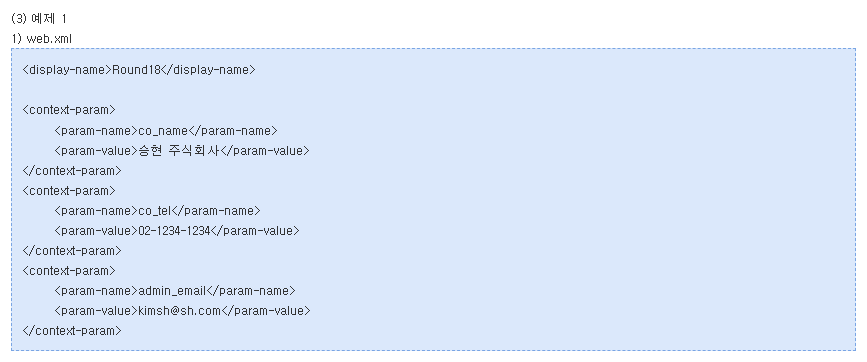 (3) 예제 1
1) web.xml
<display-name>Round18</display-name>
<context-param>
<param-name>co_name</param-name>
<param-value>승현 주식회사</param-value>
</context-param>
<context-param>
<param-name>co_tel</param-name>
<param-value>02-1234-1234</param-value>
</context-param>
<context-param>
<param-name>admin_email</param-name>
<param-value>kimsh@sh.com</param-value>
</context-param>